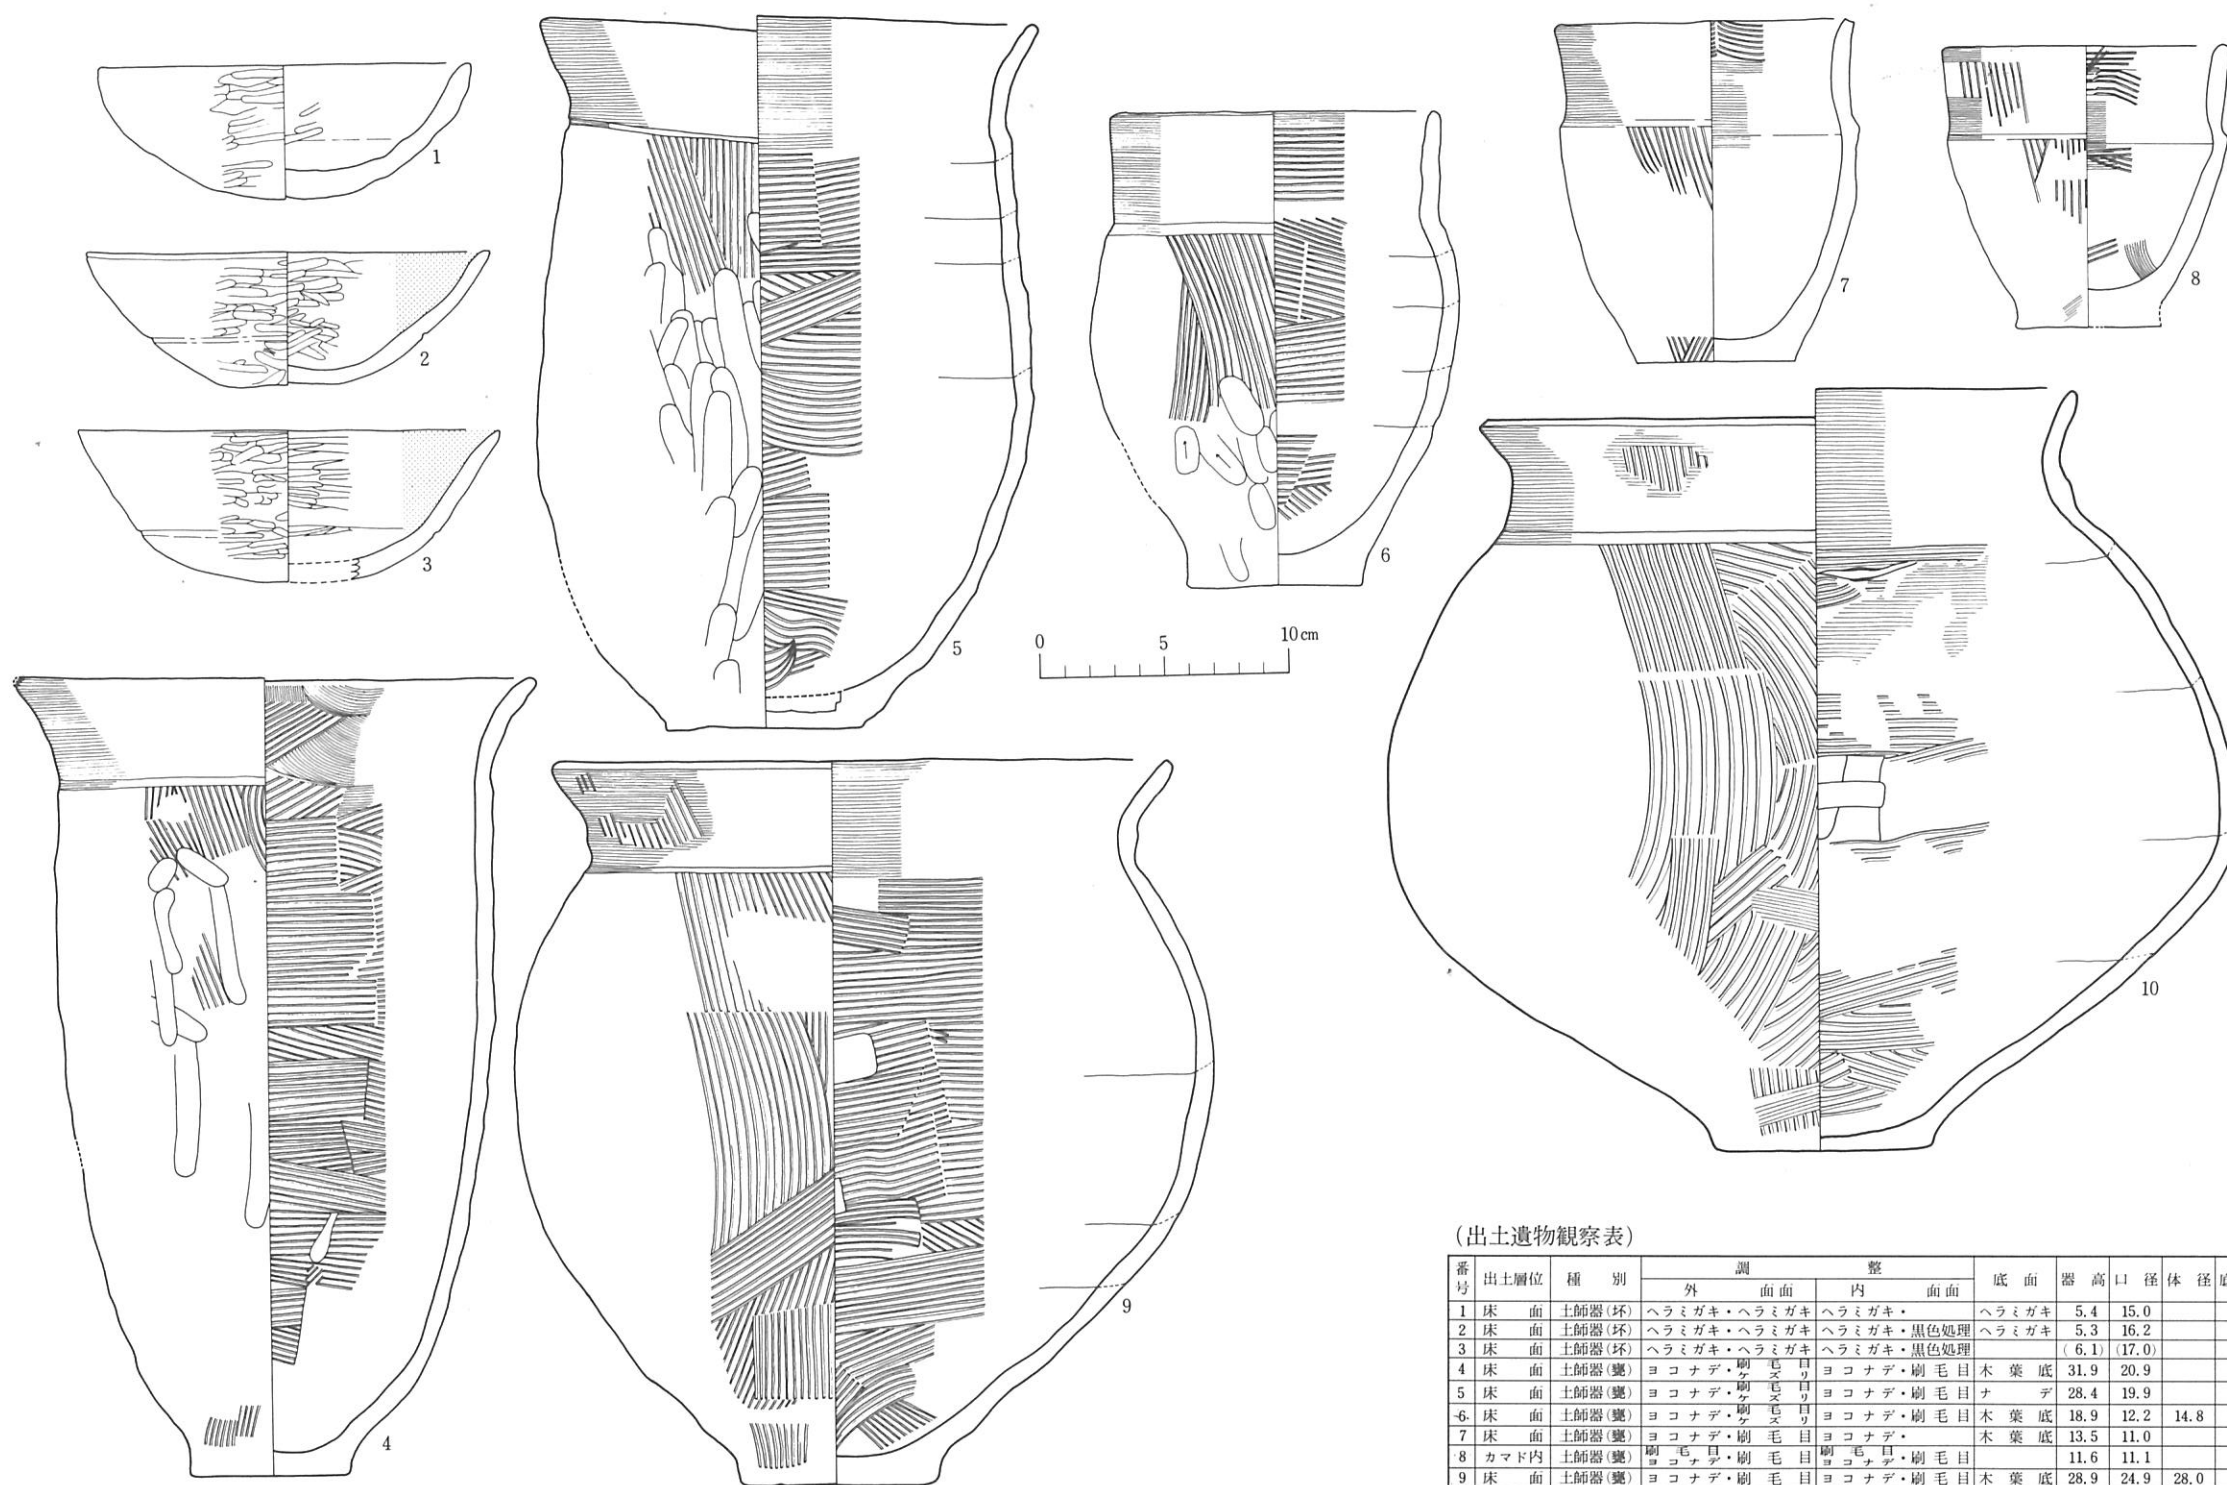 1
2
3
4
5
6
7
8
9
10
0 5 10cm
(出土遺物観察表)
番号 出土層位 種別 調整 底面 器高 口径 体径
外面面 内面面
1 床面 土師器(坏) ヘラミガキ・ヘラミガキ ヘラミガキ・ ヘラミガキ 5.4 15.0
2 床面 土師器(坏) ヘラミガキ・ヘラミガキ ヘラミガキ・黒色処理 ヘラミガキ 5.3 16.2
3 床面 土師器(坏) ヘラミガキ・ヘラミガキ ヘラミガキ・黒色処理 (6.1) (17.0)
4 床面 土師器(甕) ヨコナデ・刷毛目ケズリ ヨコナデ・刷毛目 木葉底 31.9 20.9
5 床面 土師器(甕) ヨコナデ・刷毛目ケズリ ヨコナデ・刷毛目 ナデ 28.4 19.9
6 床面 土師器(甕) ヨコナデ・刷毛目ケズリ ヨコナデ・刷毛目 木葉底 18.9 12.2 14.8
7 床面 土師器(甕) ヨコナデ・刷毛目 ヨコナデ・ 木葉底 13.5 11.0
8 カマド内 土師器(甕) 刷毛目ヨコナデ・刷毛目 刷毛目ヨコナデ・刷毛目 11.6 11.1
9 床面 土師器(甕) ヨコナデ・刷毛目 ヨコナデ・刷毛目 木葉底 28.9 24.9 28.0